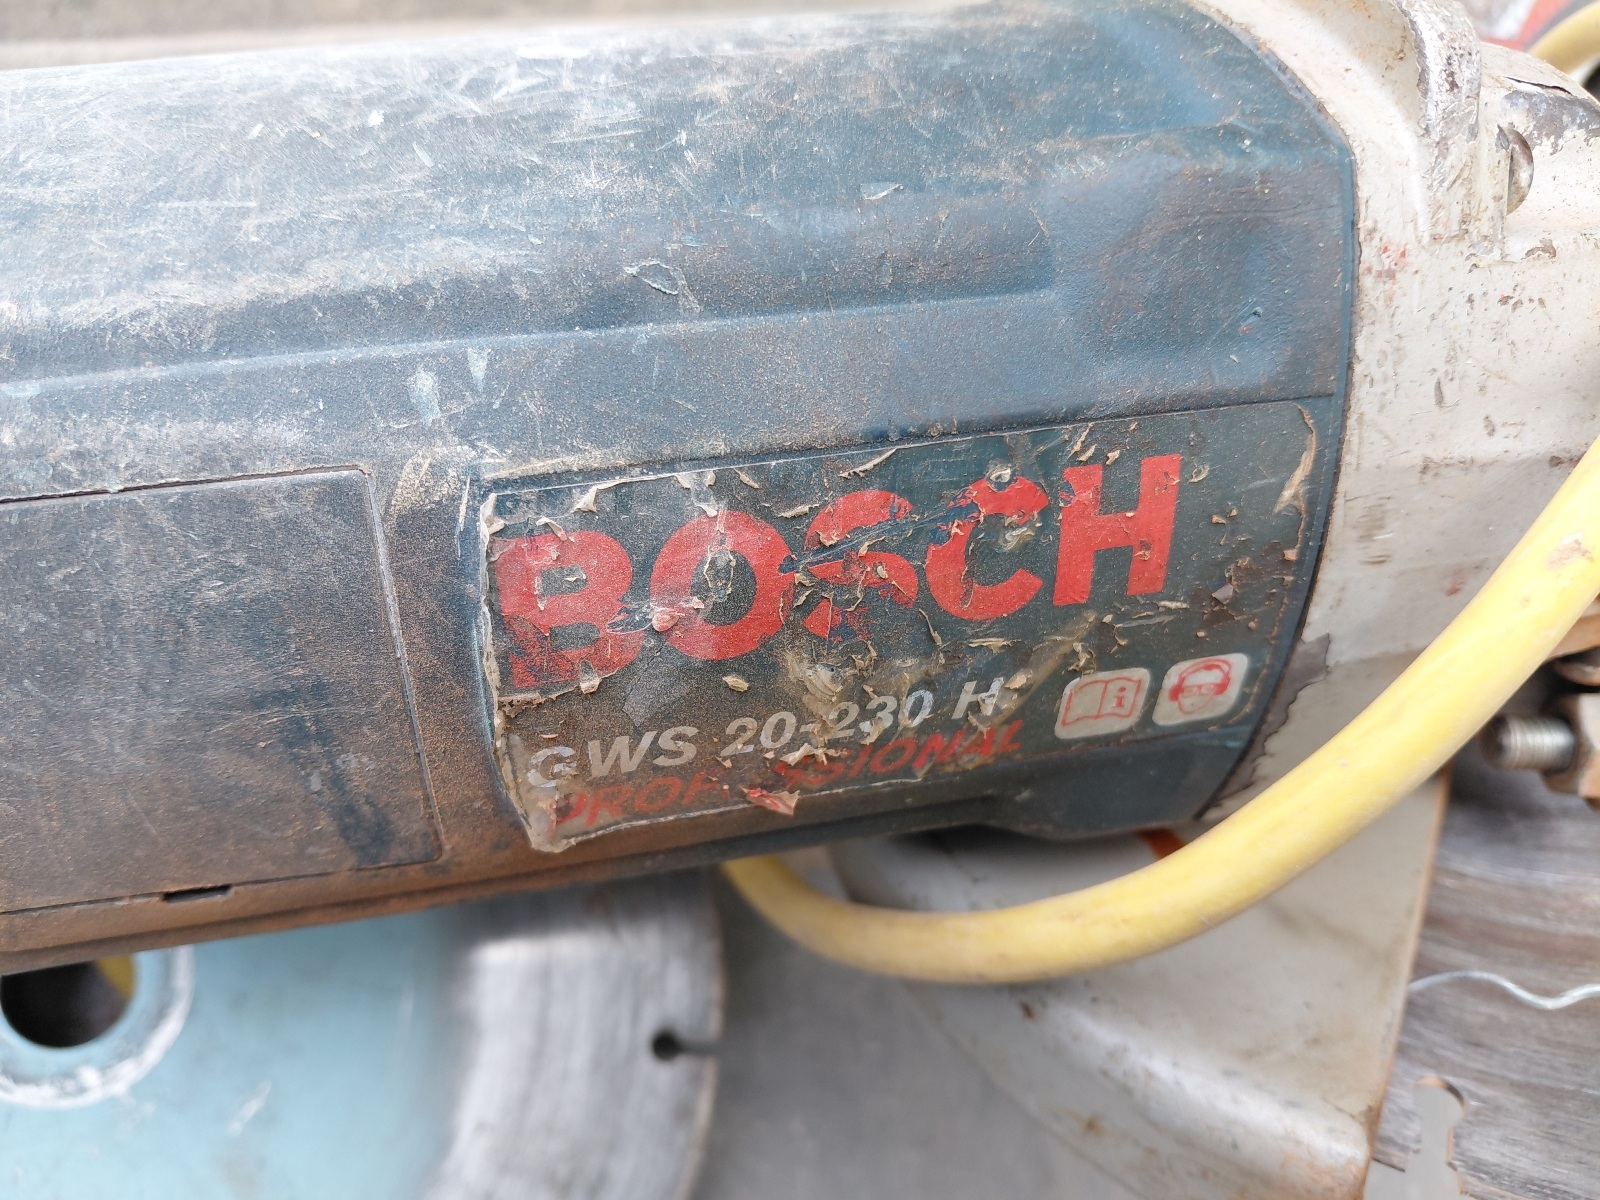 BOSCH
GWS 20-230 H
PROFESSIONAL